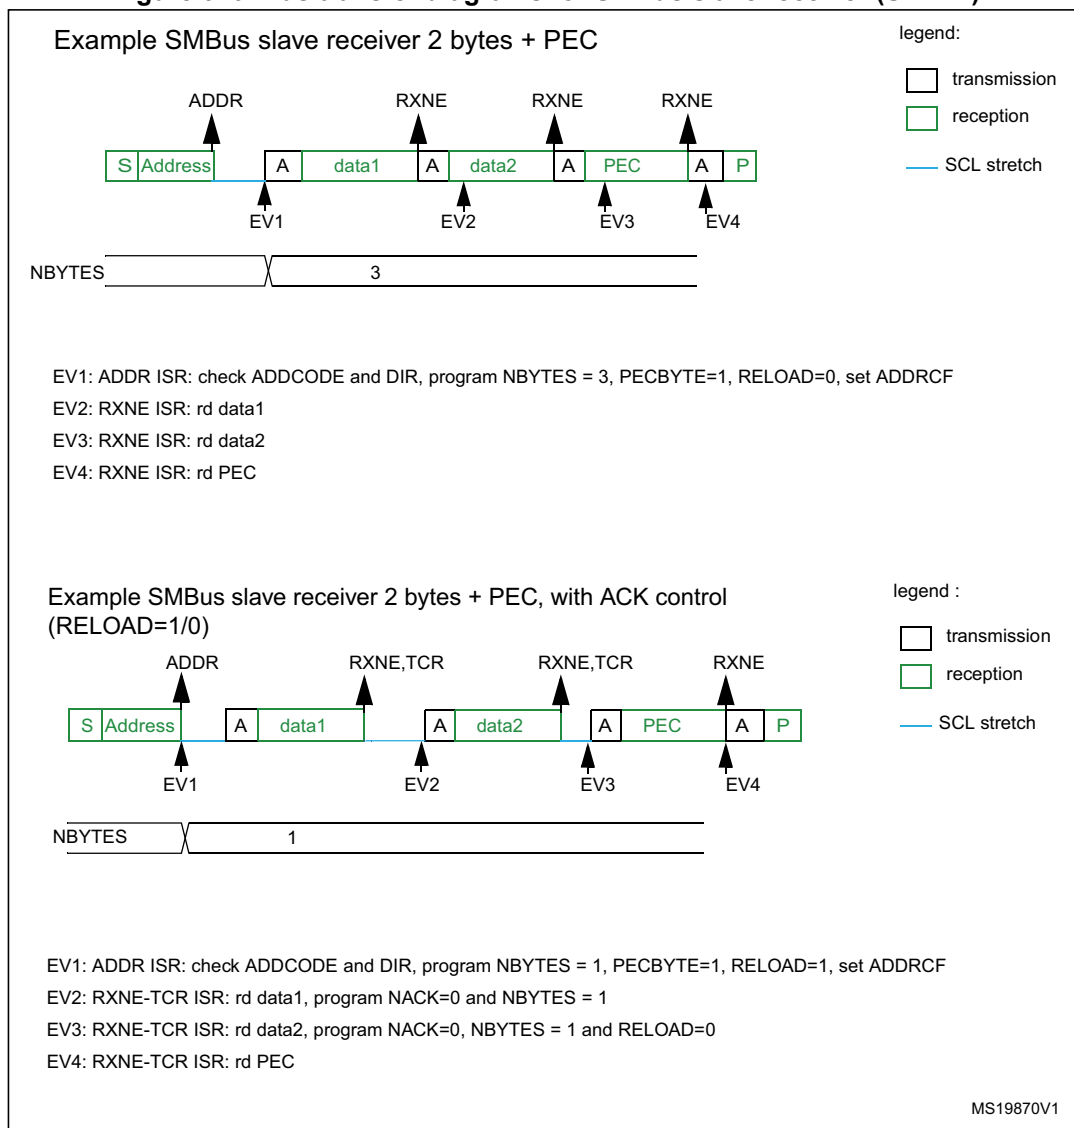 Example SMBus slave receiver 2 bytes + PEC
legend:
transmission
reception
SCL stretch
ADDR RXNE RXNE RXNE
S Address A data1 A data2 A PEC A P
EV1 EV2 EV3 EV4
NBYTES 3
EV1: ADDR ISR: check ADDCODE and DIR, program NBYTES = 3, PECBYTE=1, RELOAD=0, set ADDRCF
EV2: RXNE ISR: rd data1
EV3: RXNE ISR: rd data2
EV4: RXNE ISR: rd PEC
Example SMBus slave receiver 2 bytes + PEC, with ACK control
(RELOAD=1/0)
legend :
transmission
reception
SCL stretch
ADDR RXNE,TCR RXNE,TCR RXNE
S Address A data1 A data2 A PEC A P
EV1 EV2 EV3 EV4
NBYTES 1
EV1: ADDR ISR: check ADDCODE and DIR, program NBYTES = 1, PECBYTE=1, RELOAD=1, set ADDRCF
EV2: RXNE-TCR ISR: rd data1, program NACK=0 and NBYTES = 1
EV3: RXNE-TCR ISR: rd data2, program NACK=0, NBYTES = 1 and RELOAD=0
EV4: RXNE-TCR ISR: rd PEC
MS19870V1